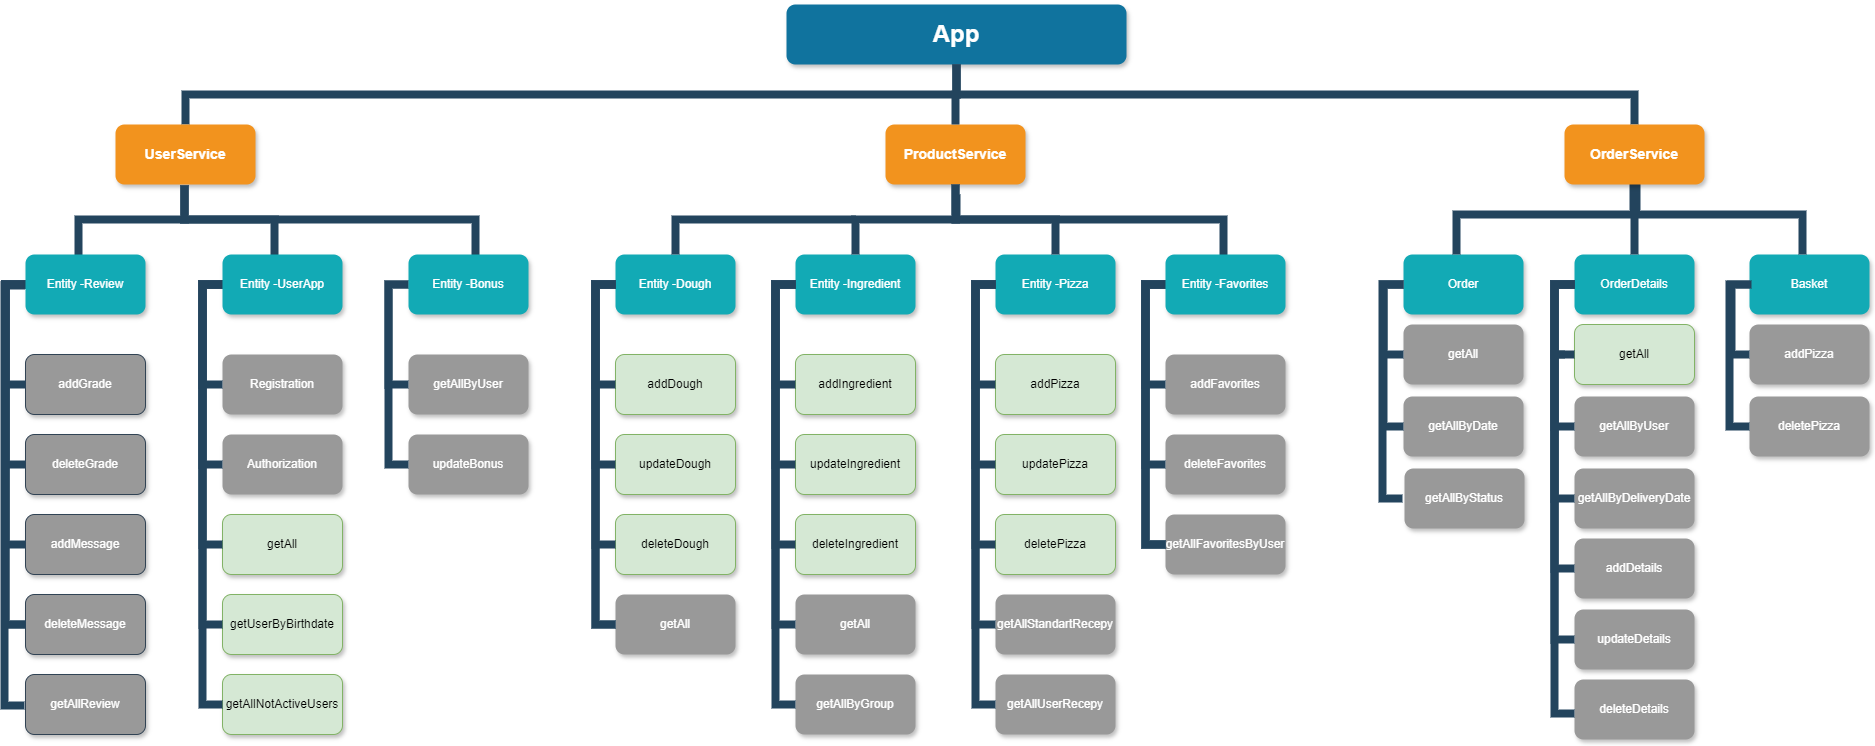 App
UserService
ProductService
OrderService
Entity -Review
Entity -UserApp
Entity -Bonus
Entity -Dough
Entity -Ingredient
Entity -Pizza
Entity -Favorites
Order
OrderDetails
Basket
addGrade
deleteGrade
addMessage
deleteMessage
getAllReview
Registration
Authorization
getAll
getUserByBirthdate
getAllNotActiveUsers
getAllByUser
updateBonus
addDough
updateDough
deleteDough
getAll
addIngredient
updateIngredient
deleteIngredient
getAll
getAllByGroup
addPizza
updatePizza
deletePizza
getAllStandartRecepy
getAllUserRecepy
addFavorites
deleteFavorites
getAllFavoritesByUser
getAll
getAllByDate
getAllByStatus
getAll
getAllByUser
getAllByDeliveryDate
addDetails
updateDetails
deleteDetails
addPizza
deletePizza